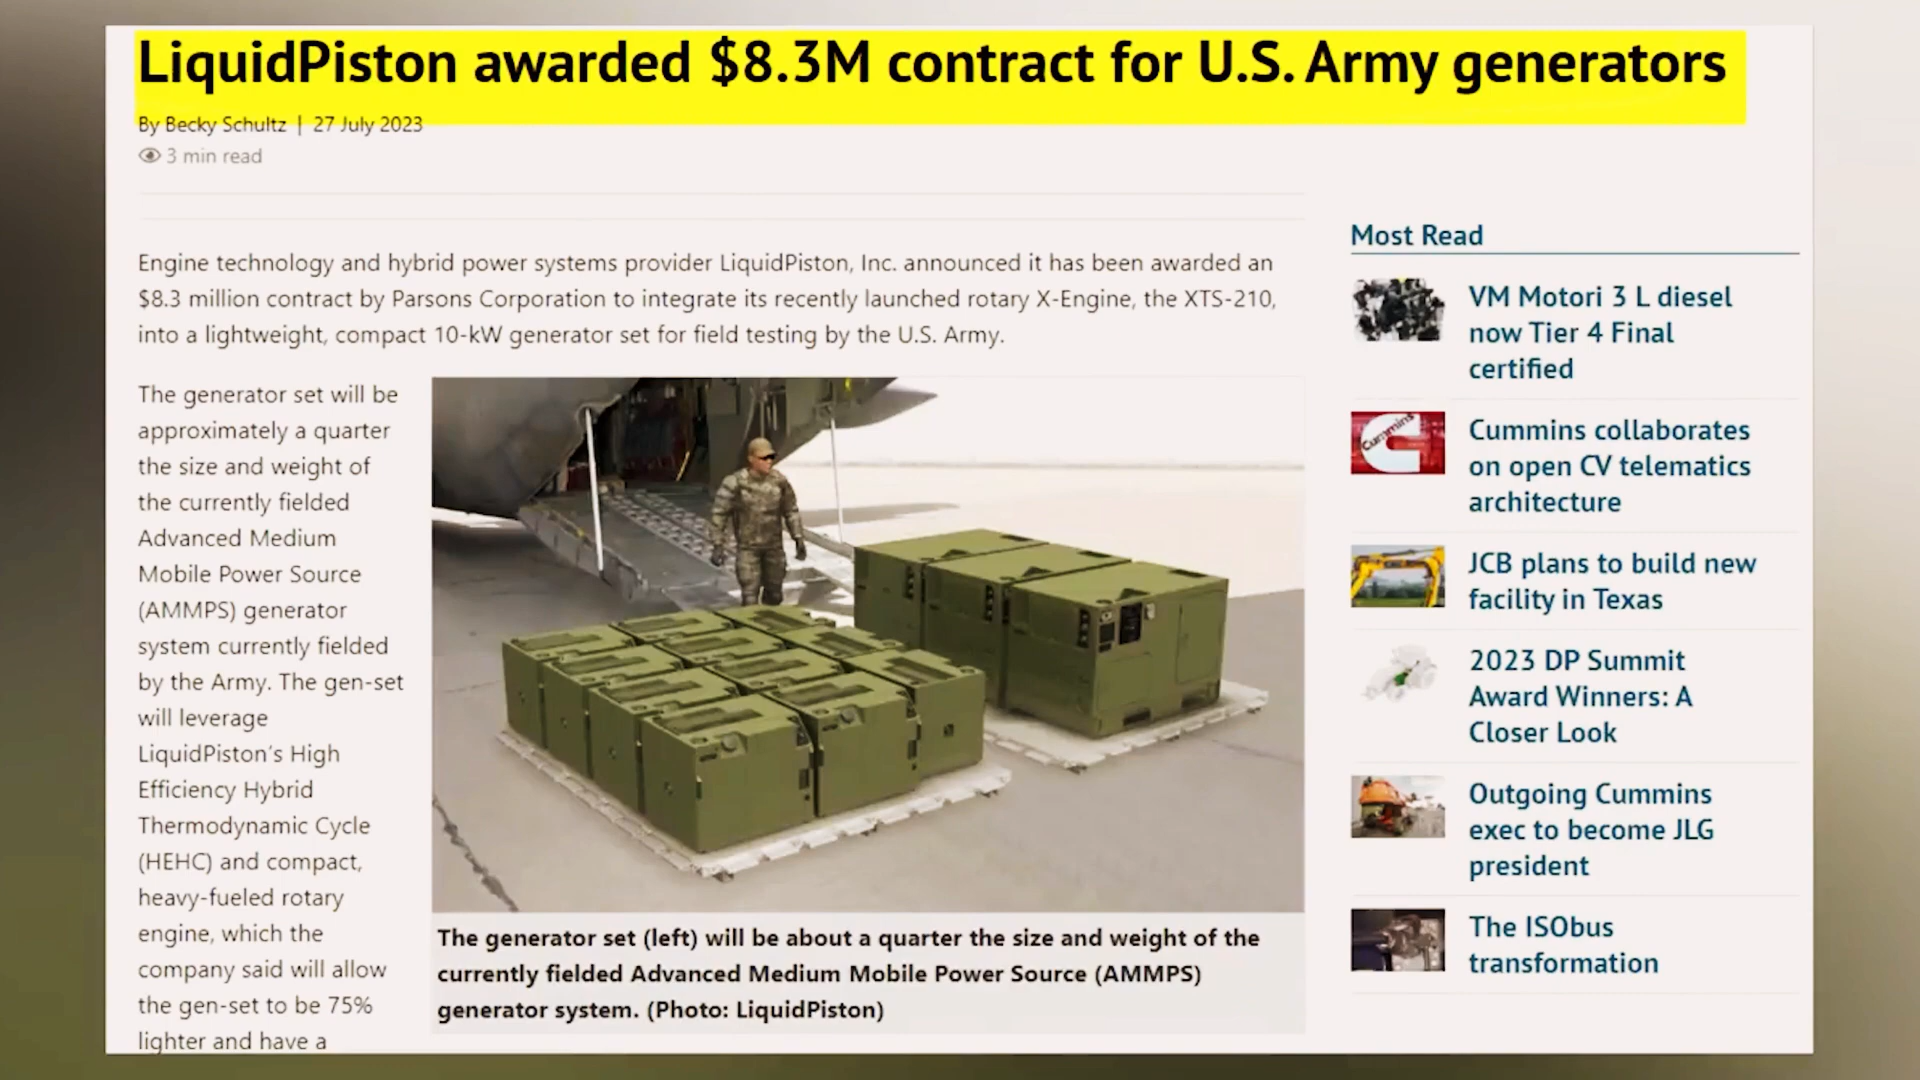 LiquidPiston awarded $8.3M contract for U.S. Army generators
By Becky Schultz | 27 July 2023
3 min read
Engine technology and hybrid power systems provider LiquidPiston, Inc. announced it has been awarded an
$8.3 million contract by Parsons Corporation to integrate its recently launched rotary X-Engine, the XTS-210,
into a lightweight, compact 10-kW generator set for field testing by the U.S. Army.
The generator set will be
approximately a quarter
the size and weight of
the currently fielded
Advanced Medium
Mobile Power Source
(AMMPS) generator
system currently fielded
by the Army. The gen-set
will leverage
LiquidPiston's High
Efficiency Hybrid
Thermodynamic Cycle
(HEHC) and compact,
heavy-fueled rotary
engine, which the
company said will allow
the gen-set to be 75%
lighter and have a
The generator set (left) will be about a quarter the size and weight of the
currently fielded Advanced Medium Mobile Power Source (AMMPS)
generator system. (Photo: LiquidPiston)
Most Read
VM Motori 3 L diesel
now Tier 4 Final
certified
Cummins
Cummins collaborates
on open CV telematics
architecture
JCB plans to build new
facility in Texas
2023 DP Summit
Award Winners: A
Closer Look
Outgoing Cummins
exec to become JLG
president
The ISObus
transformation